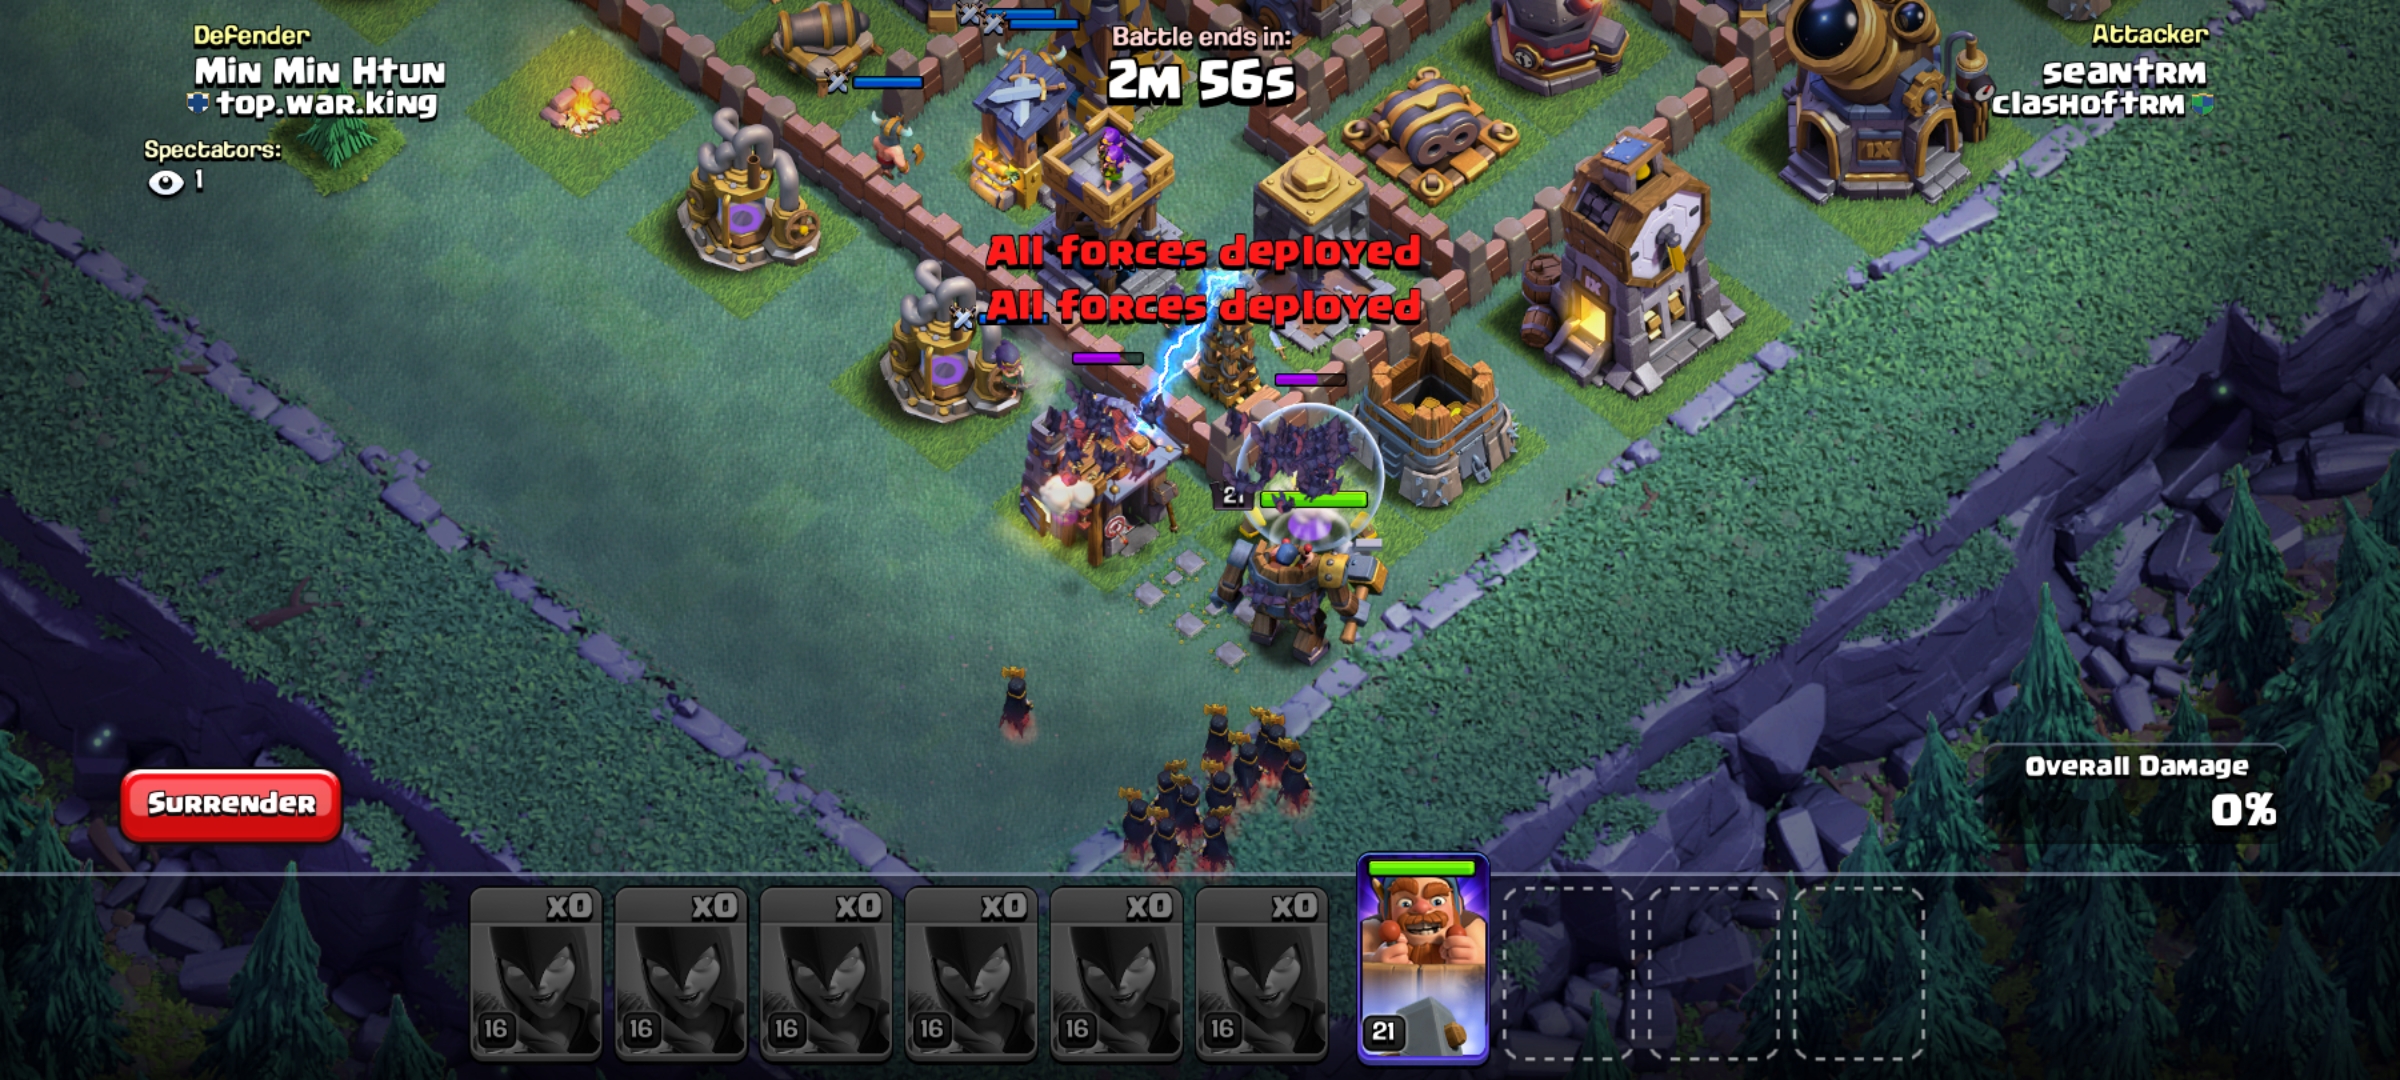 Defender
Min Min Htun
top.war.king
Spectators:
1
Battle ends in:
2M 56s
Attacker
seantrm
clashoftrm
All forces deployed
All forces deployed
IX
IX
21
Surrender
Overall Damage
0%
x0
x0
x0
x0
x0
x0
16
16
16
16
16
16
21